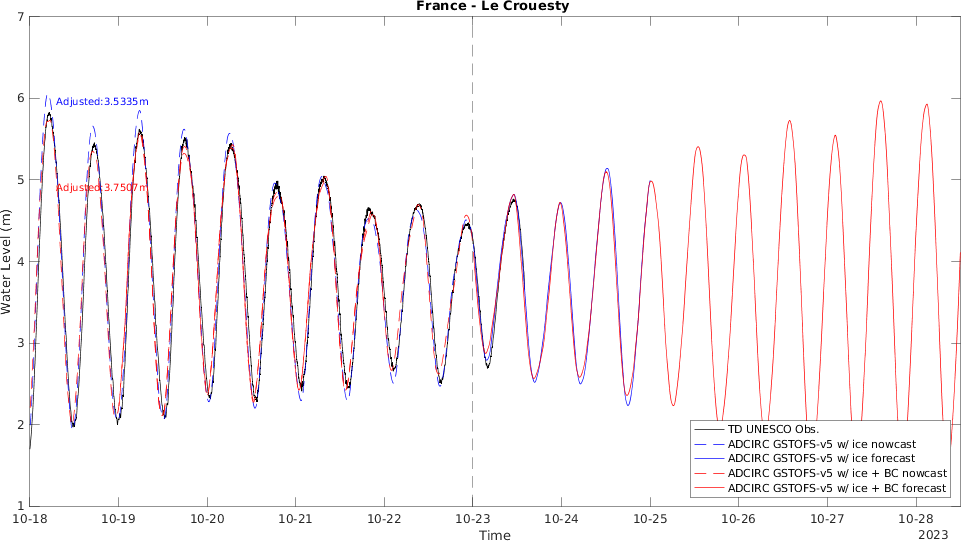 France - Le Crouesty
7
6
5
4
3
2
1
Water Level (m)
Adjusted:3.5335m
Adjusted:3.7507m
TD UNESCO Obs.
ADCIRC GSTOFS-v5 w/ ice nowcast
ADCIRC GSTOFS-v5 w/ ice forecast
ADCIRC GSTOFS-v5 w/ ice + BC nowcast
ADCIRC GSTOFS-v5 w/ ice + BC forecast
10-18 10-19 10-20 10-21 10-22 10-23 10-24 10-25 10-26 10-27 10-28
Time
2023